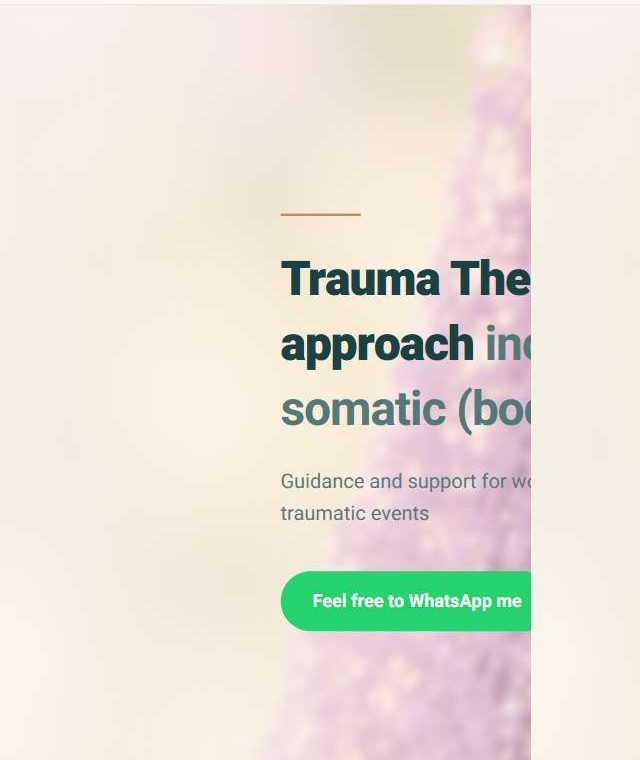 Trauma The
approach
somatic
Guidance and support for
traumatic events
Feel free to WhatsApp me